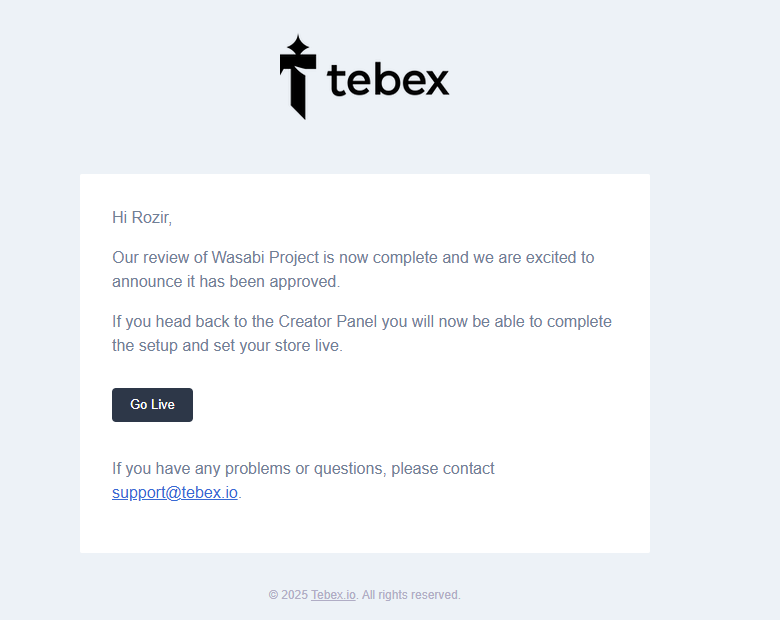 tebex
Hi Rozir,
Our review of Wasabi Project is now complete and we are excited to
announce it has been approved.
If you head back to the Creator Panel you will now be able to complete
the setup and set your store live.
Go Live
If you have any problems or questions, please contact
support@tebex.io.
© 2025 Tebex.io. All rights reserved.